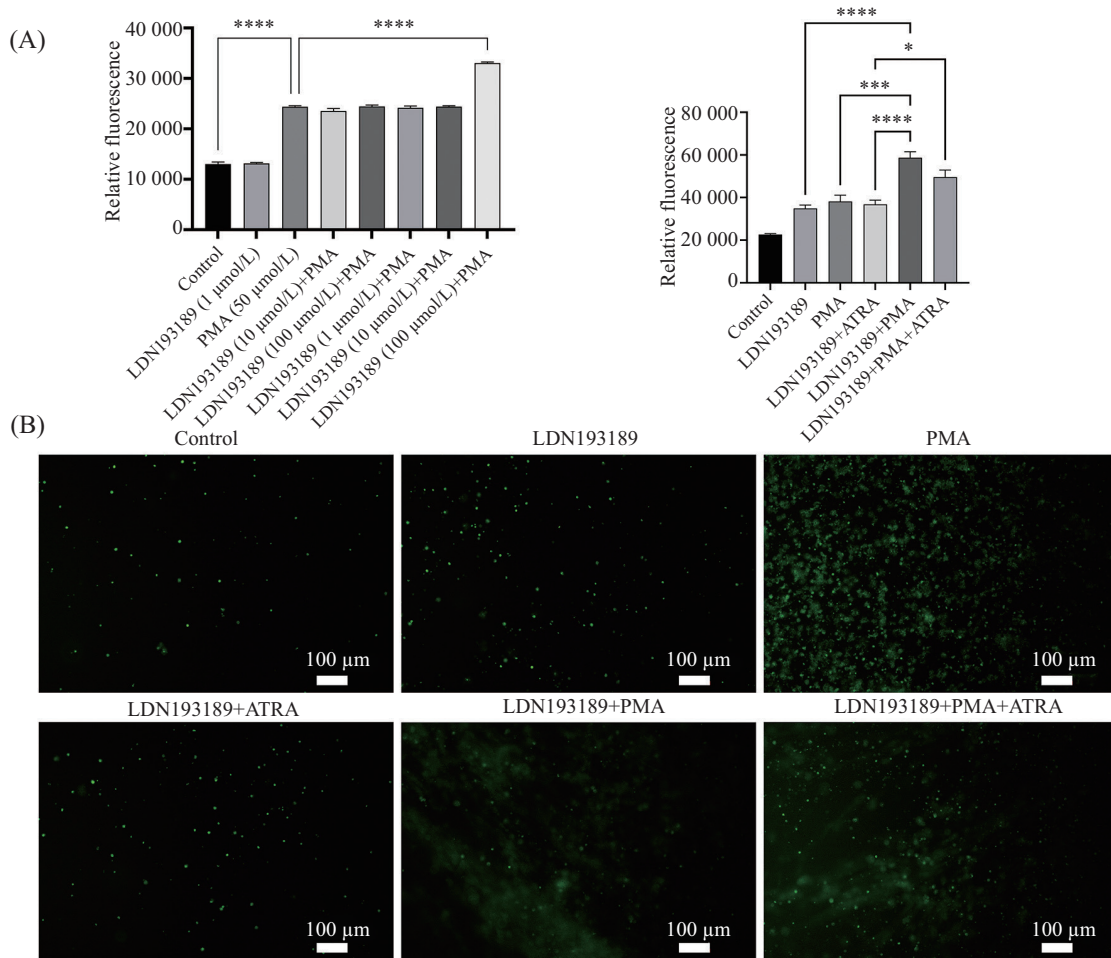 (A)
Relative fluorescence
40 000
30 000
20 000
10 000
0
****
****
Control
LDN193189 (1 μmol/L)
PMA (50 μmol/L)
LDN193189 (10 μmol/L)+PMA
LDN193189 (100 μmol/L)+PMA
LDN193189 (1 μmol/L)+PMA
LDN193189 (10 μmol/L)+PMA
LDN193189 (100 μmol/L)+PMA
Relative fluorescence
80 000
60 000
40 000
20 000
0
****
*
***
****
Control
LDN193189
PMA
LDN193189+ATRA
LDN193189+PMA
LDN193189+PMA+ATRA
(B)
Control
LDN193189
PMA
100 μm
100 μm
100 μm
LDN193189+ATRA
LDN193189+PMA
LDN193189+PMA+ATRA
100 μm
100 μm
100 μm